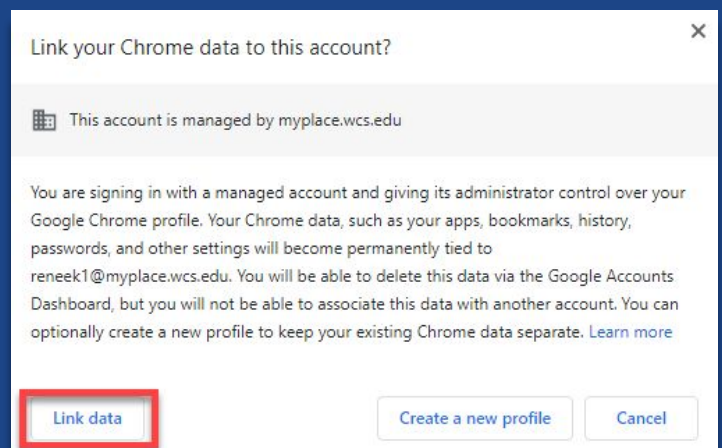 Link your Chrome data to this account?
This account is managed by myplace.wcs.edu
You are signing in with a managed account and giving its administrator control over your
Google Chrome profile. Your Chrome data, such as your apps, bookmarks, history,
passwords, and other settings will become permanently tied to
reneek1@myplace.wcs.edu. You will be able to delete this data via the Google Accounts
Dashboard, but you will not be able to associate this data with another account. You can
optionally create a new profile to keep your existing Chrome data separate. Learn more
Link data Create a new profile Cancel